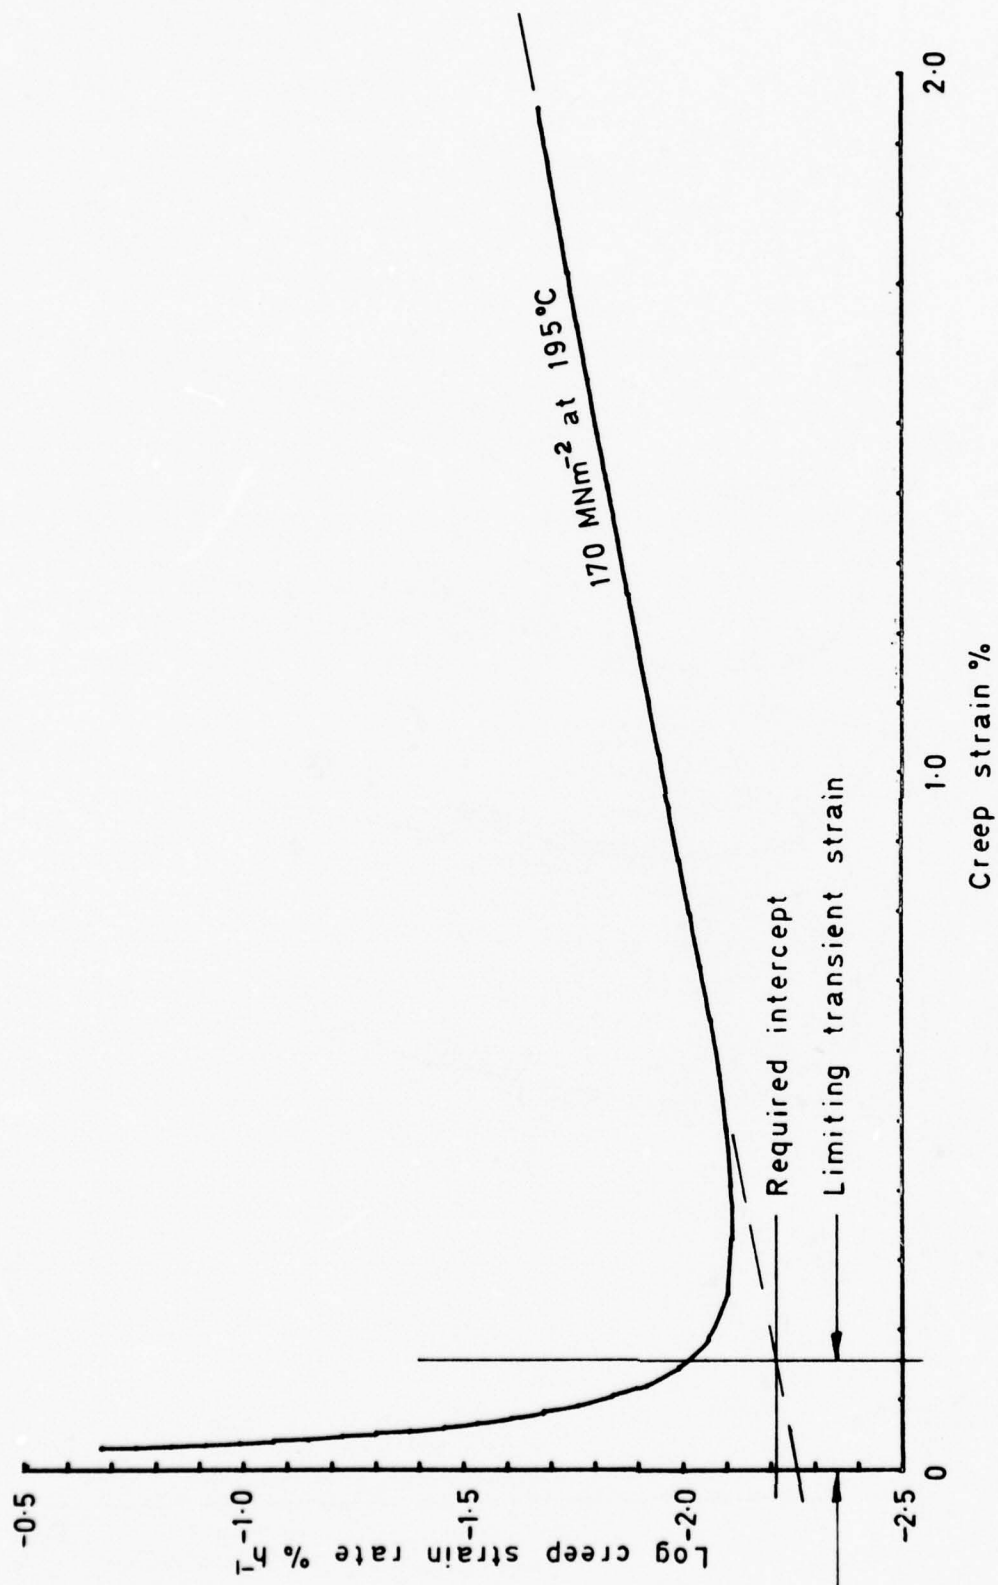 -0·5
-1·0
-1·5
-2·0
-2·5
Log creep strain rate % h⁻¹
170 MNm⁻² at 195°C
Required intercept
Limiting transient strain
0
1·0
2·0
Creep strain %